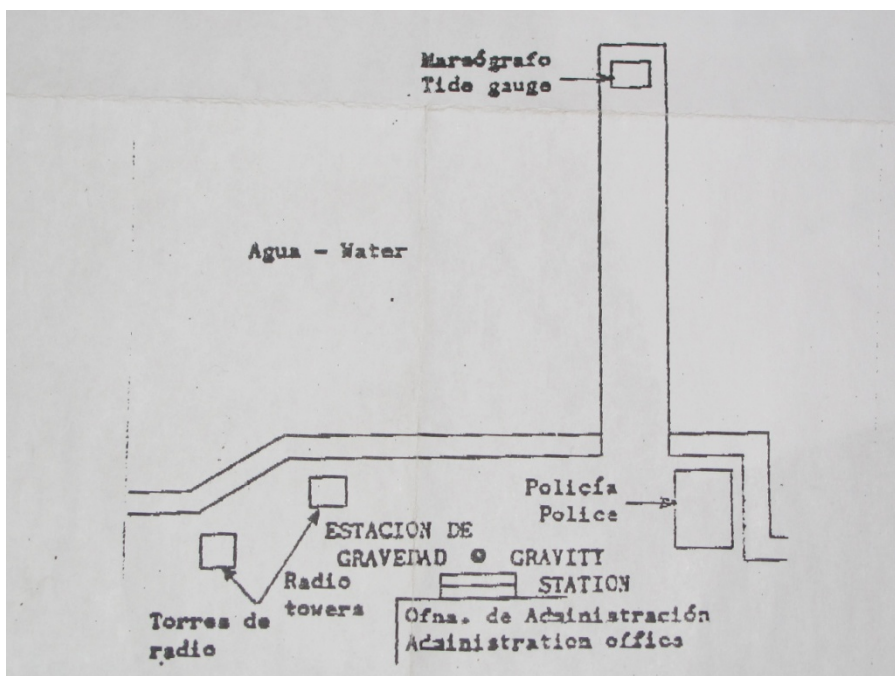 Mareógrafo
Tide gauge
Agua - Water
Policía
Police
ESTACION DE
GRAVEDAD GRAVITY
STATION
Radio
towers
Torres de
radio
Ofna. de Administración
Administration office